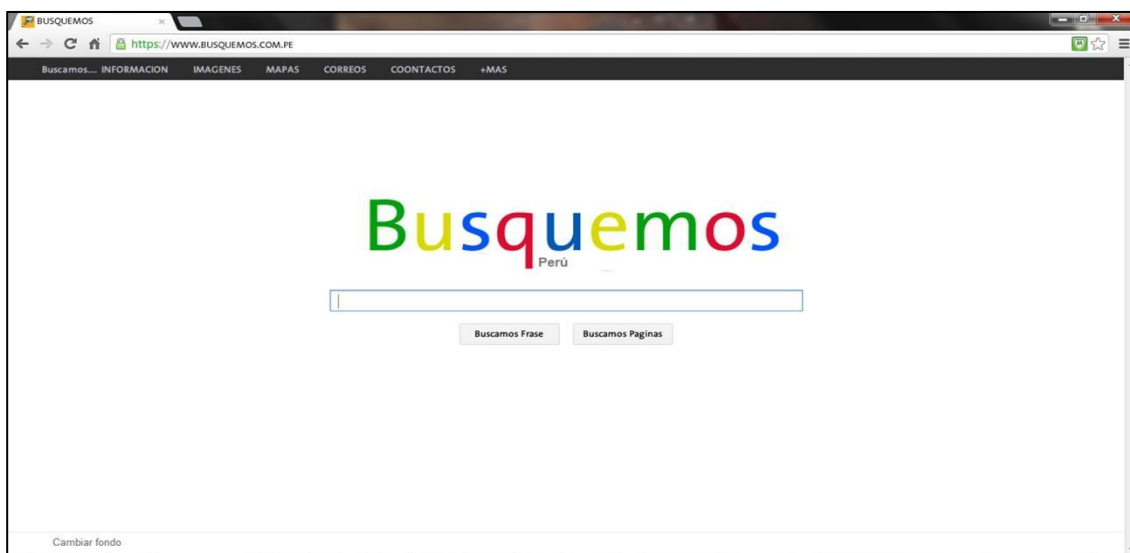 BUSQUEMOS
https://WWW.BUSQUEMOS.COM.PE
Buscamos.... INFORMACION IMAGENES MAPAS CORREOS COONTACTOS +MAS
Busquemos
Perú
Buscamos Frase Buscamos Paginas
Cambiar fondo